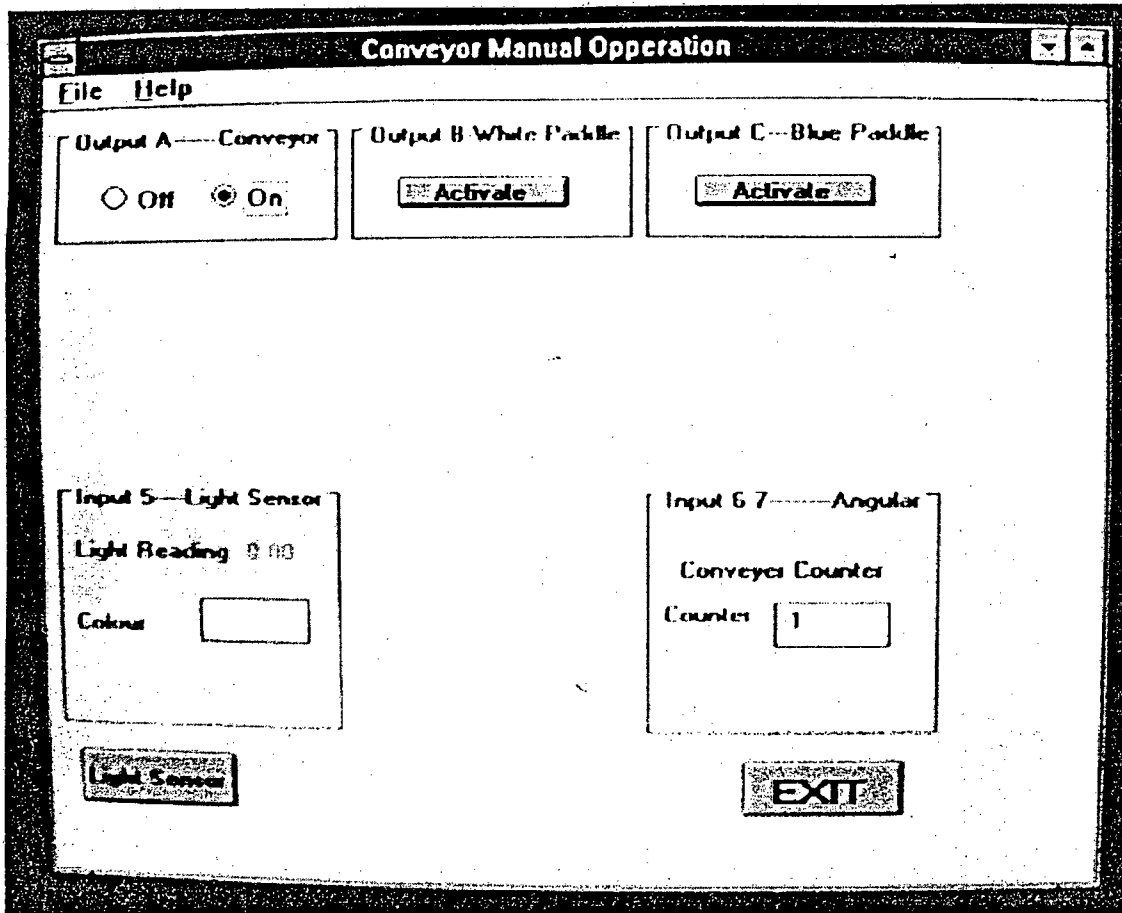 Conveyor Manual Opperation
File Help
Output A-----Conveyor
Output B-White Paddle
Output C---Blue Paddle
Off On
Activate
Activate
Input 5----Light Sensor
Input 6 7-------Angular
Light Reading 0.00
Conveyer Counter
Colour
Counter 1
Light Sensor
EXIT